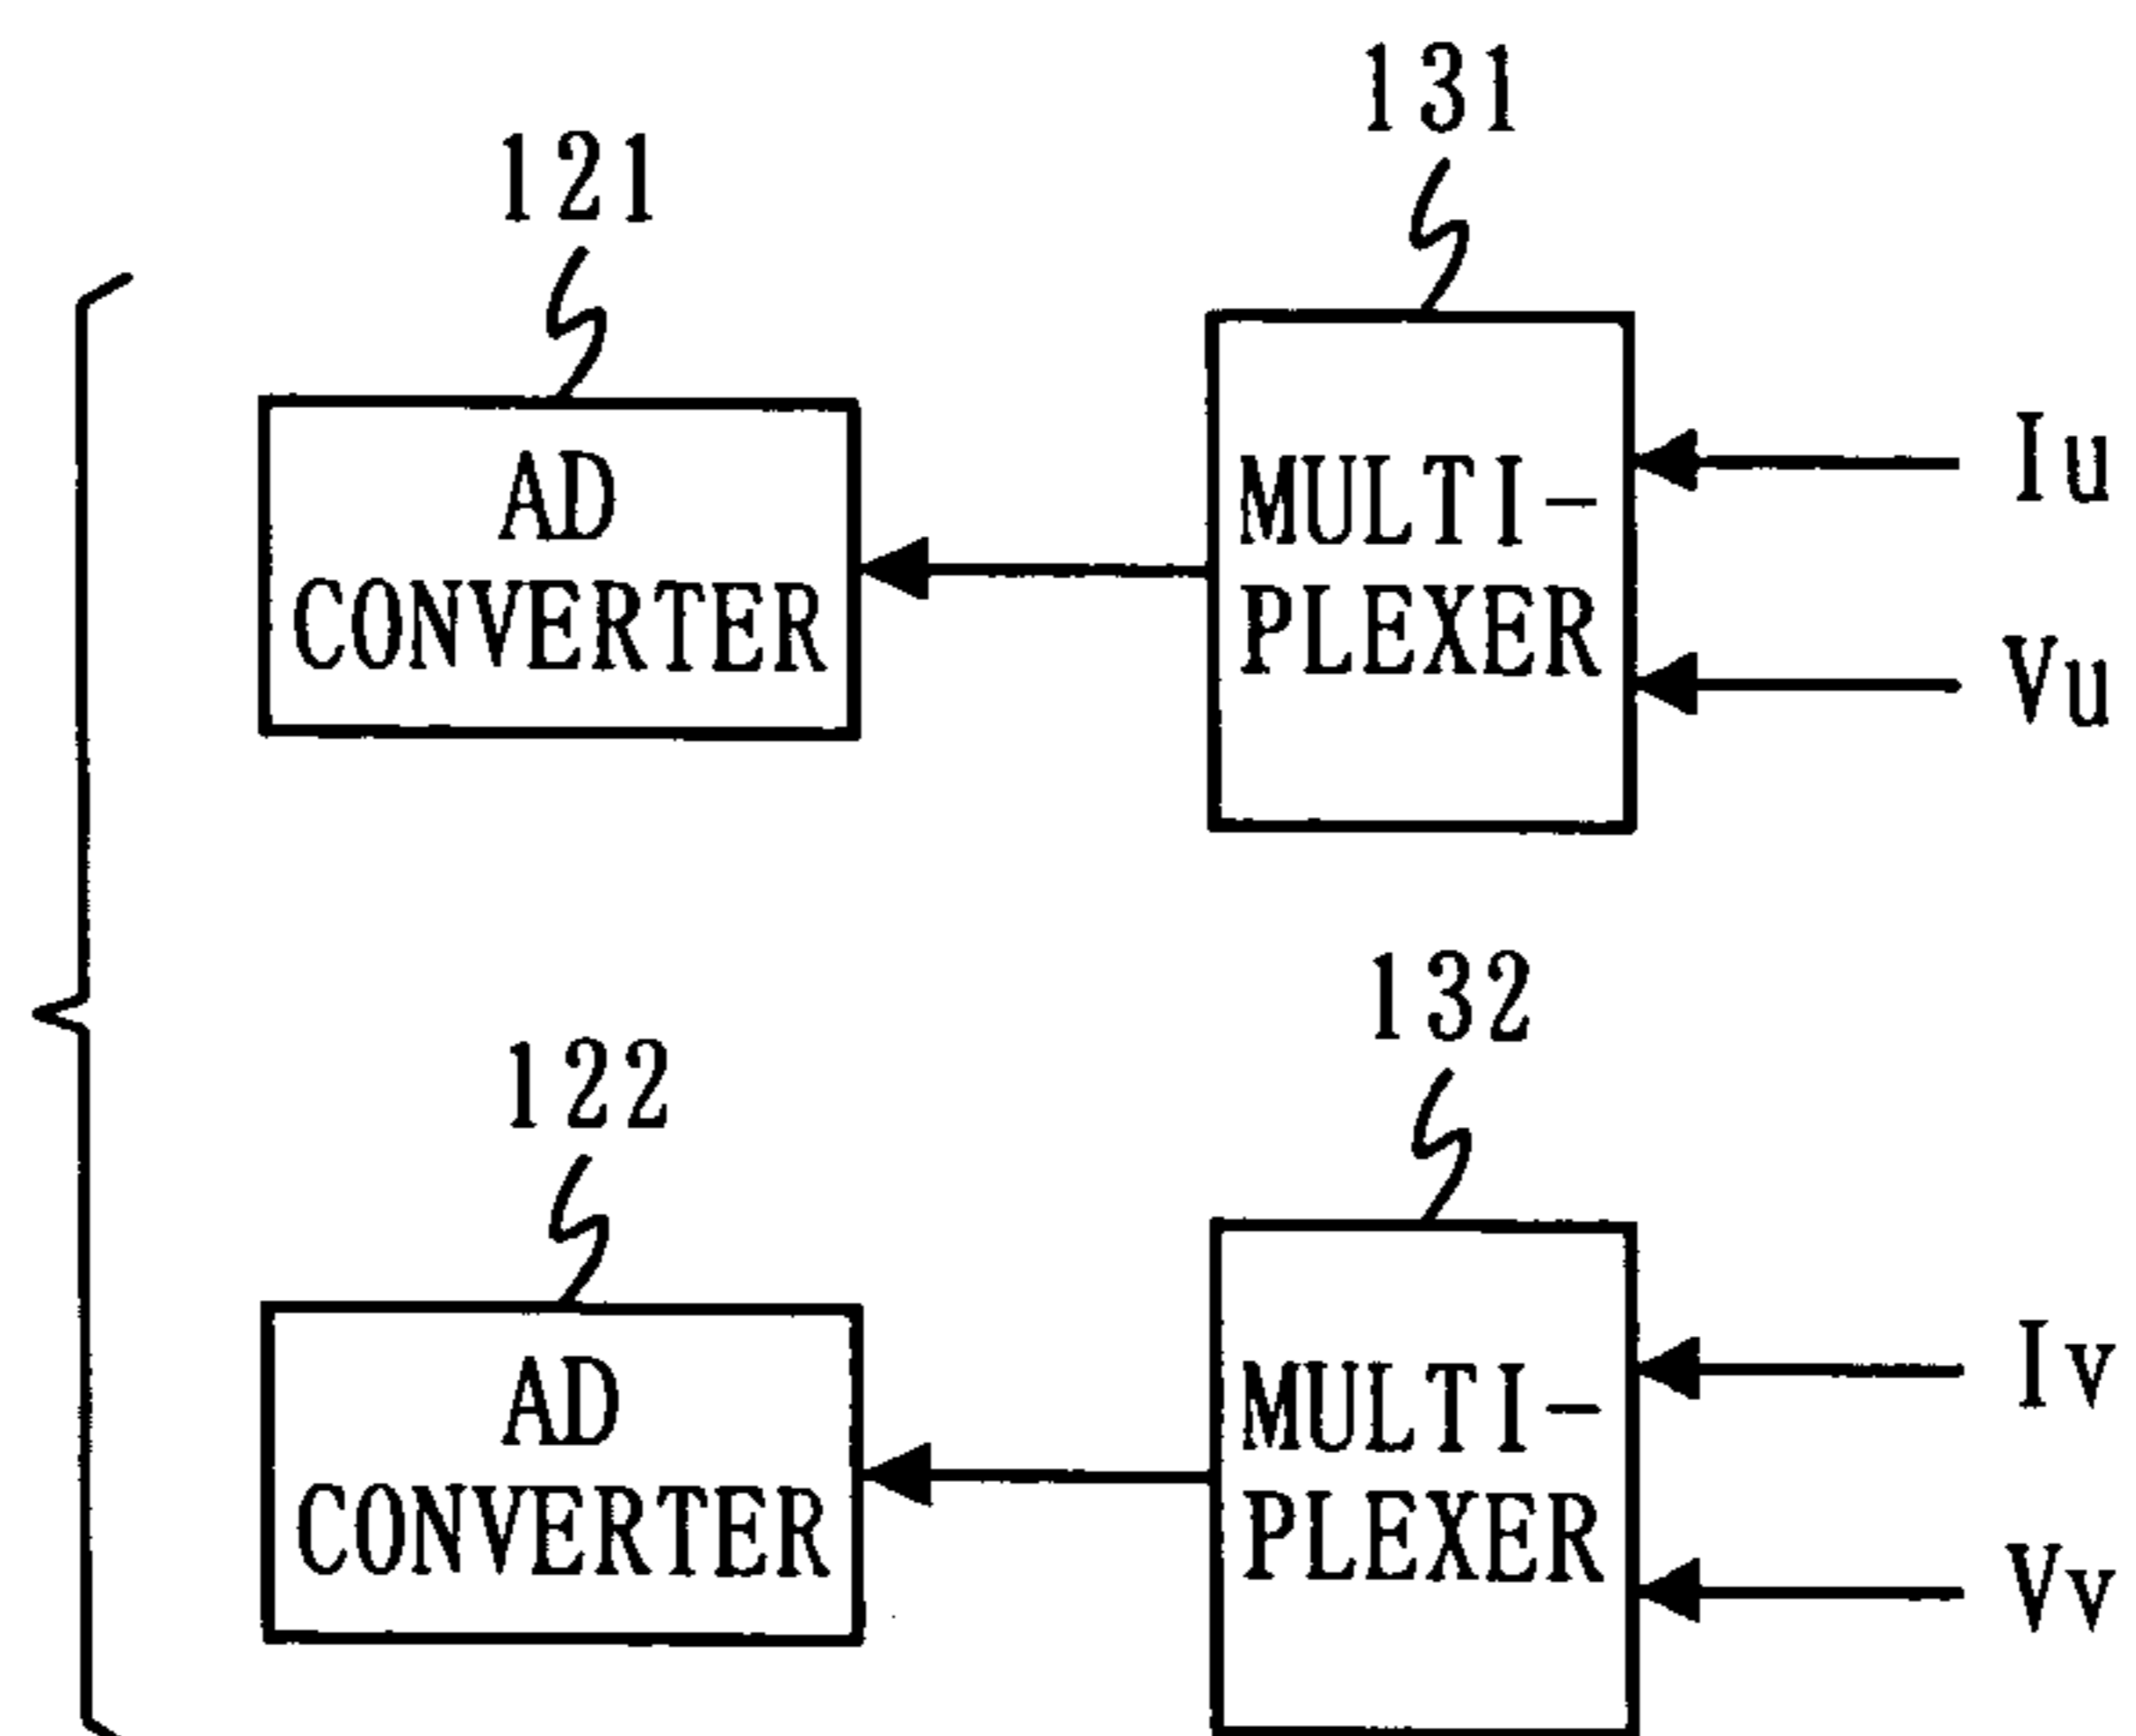 131
121
AD
CONVERTER
MULTI-
PLEXER
Iu
Vu
132
122
AD
CONVERTER
MULTI-
PLEXER
Iv
Vv